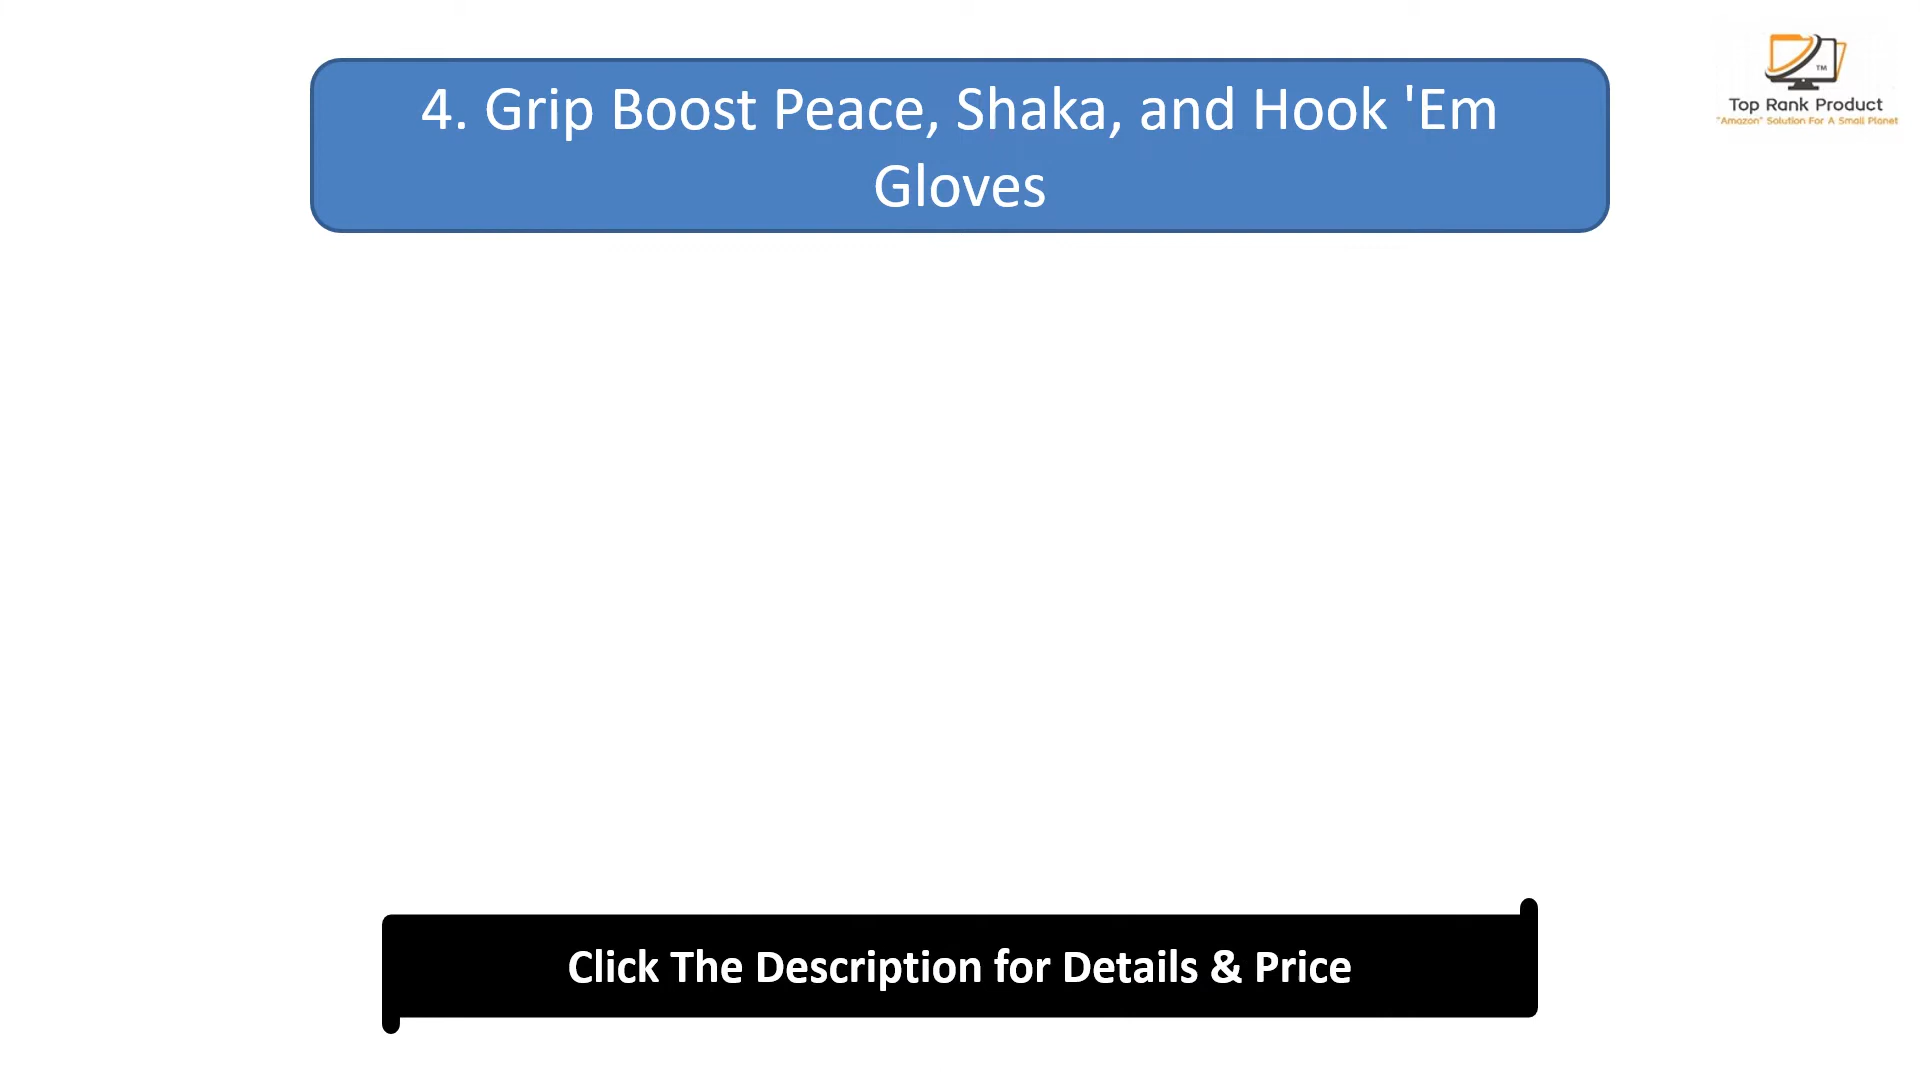 4. Grip Boost Peace, Shaka, and Hook 'Em
Gloves
TM
Top Rank Product
"Amazon" Solution For A Small Planet
Click The Description for Details & Price